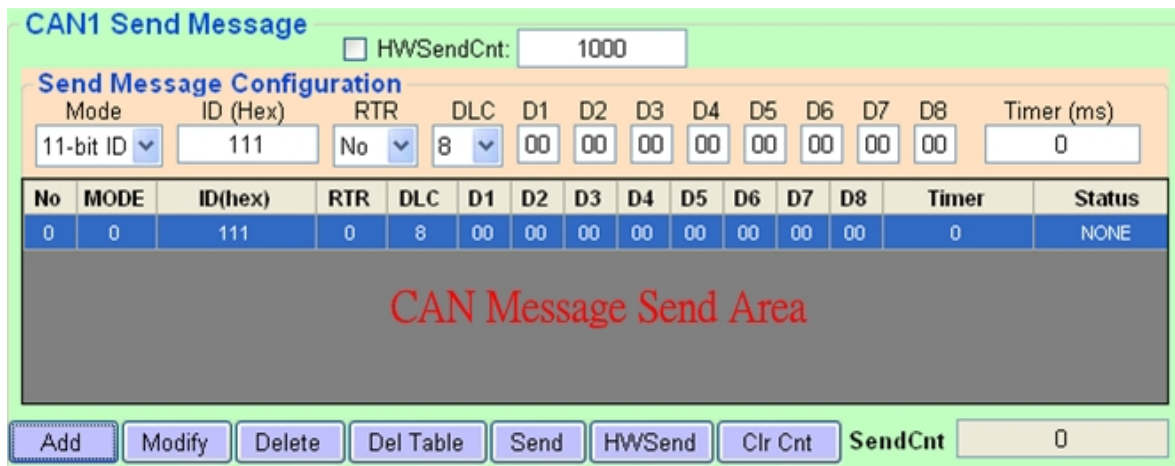 CAN1 Send Message
HWSendCnt: 1000
Send Message Configuration
Mode ID (Hex) RTR DLC D1 D2 D3 D4 D5 D6 D7 D8 Timer (ms)
11-bit ID 111 No 8 00 00 00 00 00 00 00 00 0
No MODE ID(hex) RTR DLC D1 D2 D3 D4 D5 D6 D7 D8 Timer Status
0 0 111 0 8 00 00 00 00 00 00 00 00 0 NONE
CAN Message Send Area
Add Modify Delete Del Table Send HWSend Clr Cnt SendCnt 0